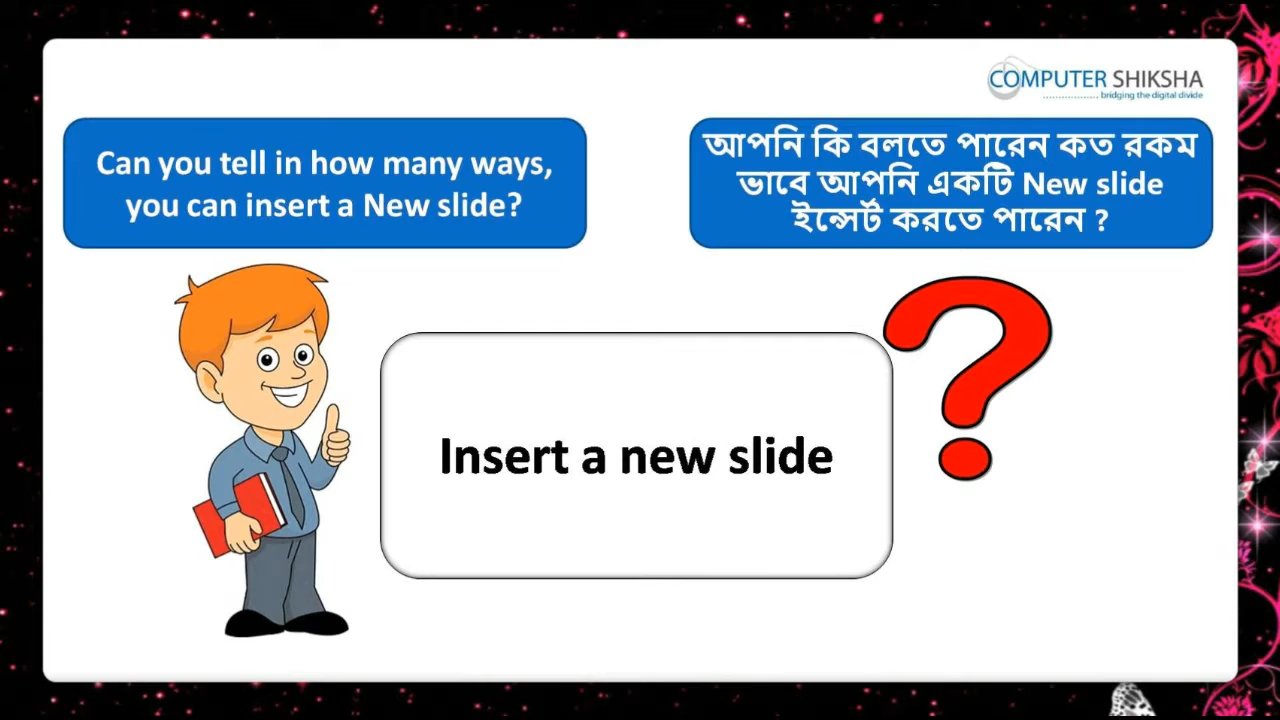 COMPUTER SHIKSHA
bridging the digital divide
Can you tell in how many ways,
you can insert a New slide?
আপনি কি বলতে পারেন কত রকম
ভাবে আপনি একটি New slide
ইন্সের্ট করতে পারেন ?
Insert a new slide